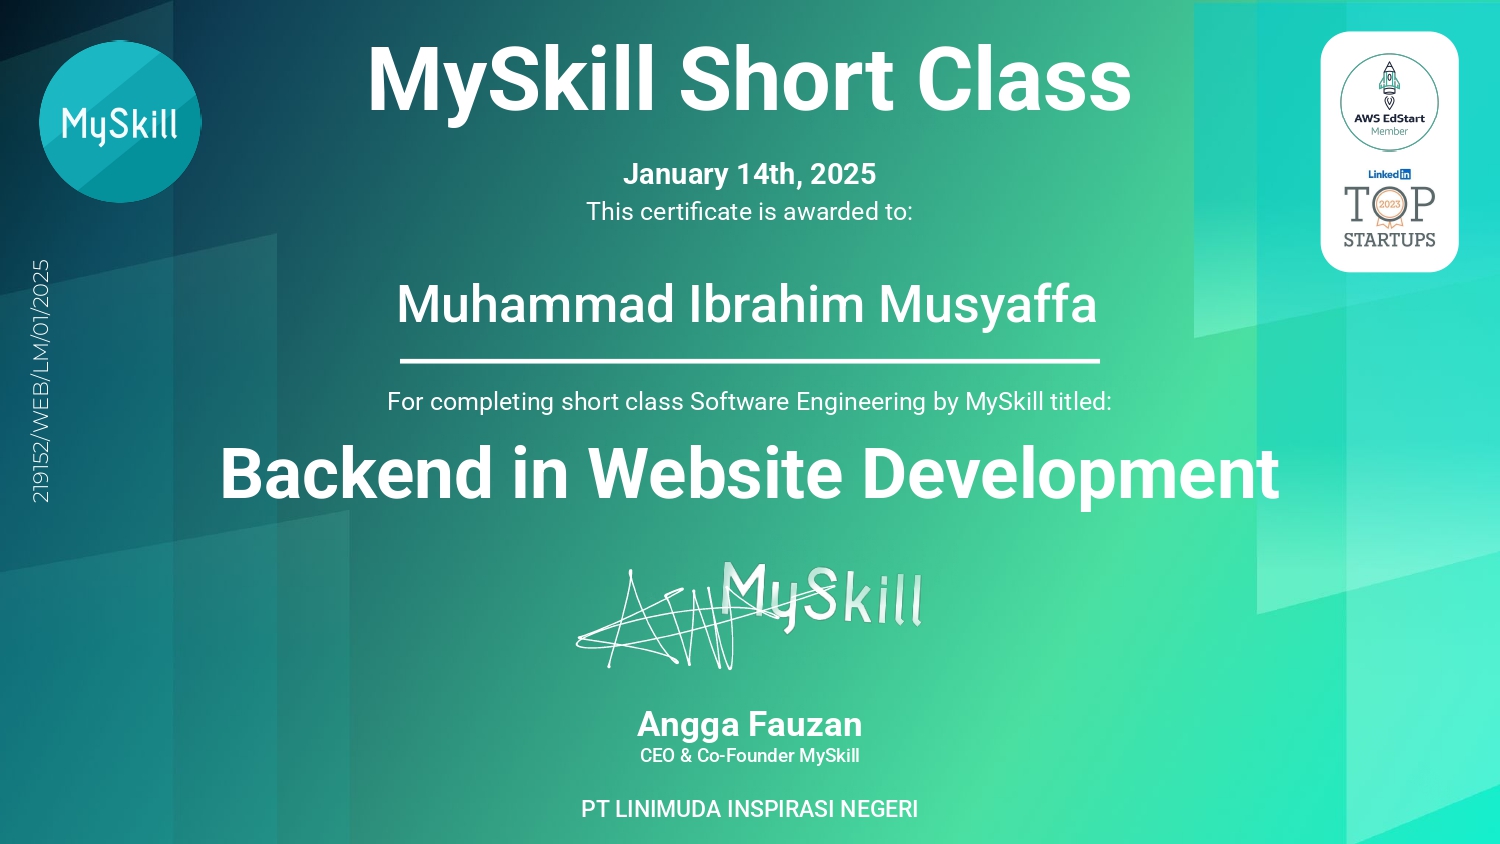 MySkill
MySkill Short Class
AWS EdStart
Member
Linked in
TOP
2023
STARTUPS
January 14th, 2025
This certificate is awarded to:
Muhammad Ibrahim Musyaffa
For completing short class Software Engineering by MySkill titled:
Backend in Website Development
219152/WEB/LM/01/2025
MySkill
Angga Fauzan
CEO & Co-Founder MySkill
PT LINIMUDA INSPIRASI NEGERI